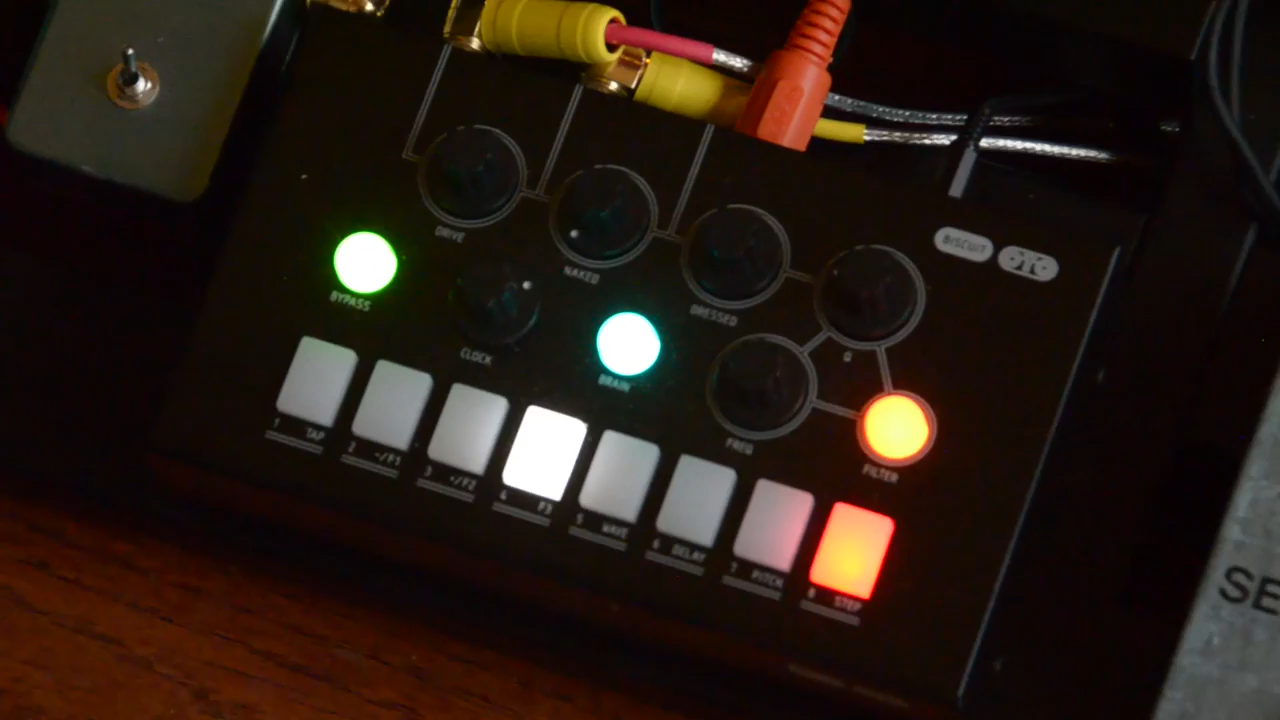 DRIVE
NAKED
DRESSED
Q
BISCUIT OTO
BYPASS
CLOCK
BRAIN
FREQ
FILTER
1 TAP
2 -/F1
3 +/F2
4 F3
5 WAVE
6 DELAY
7 PITCH
8 STEP
SE